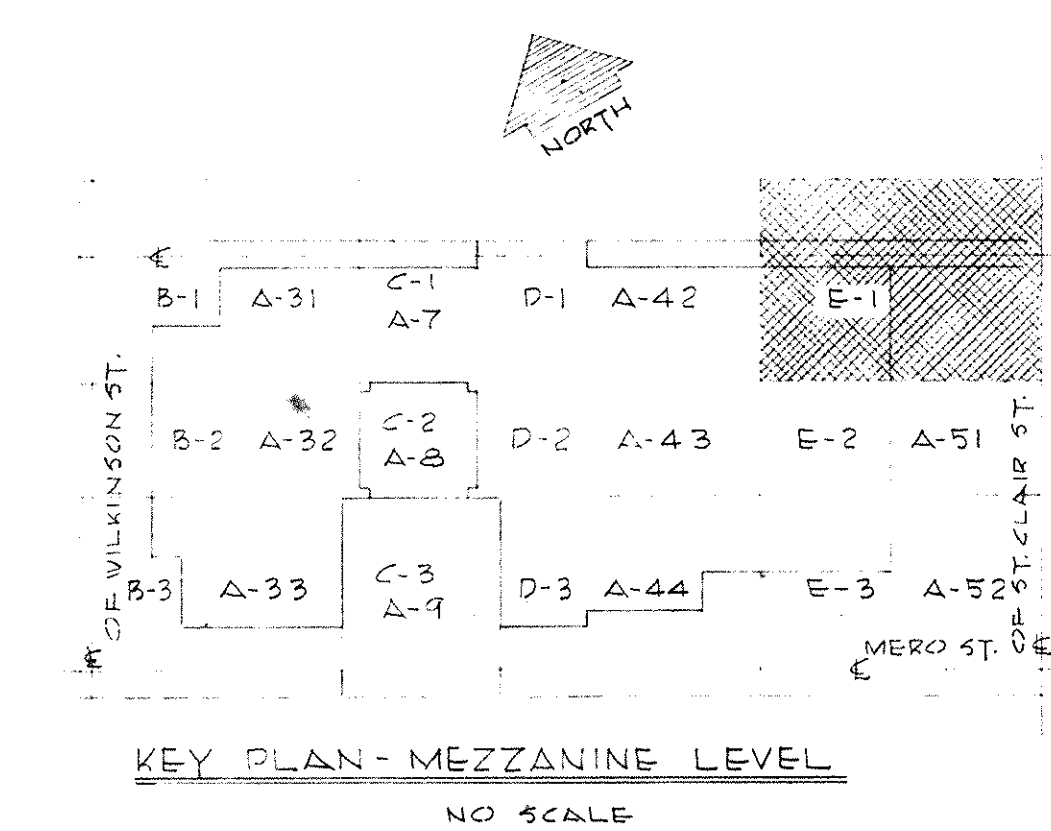 NORTH
℄
B-1 A-31 C-1 D-1 A-42 E-1
A-7
B-2 A-32 C-2 D-2 A-43 E-2 A-51
A-8
B-3 A-33 C-3 D-3 A-44 E-3 A-52
A-9
℄ OF WILKINSON ST.
℄ OF ST. CLAIR ST.
℄ MERO ST.
KEY PLAN - MEZZANINE LEVEL
NO SCALE